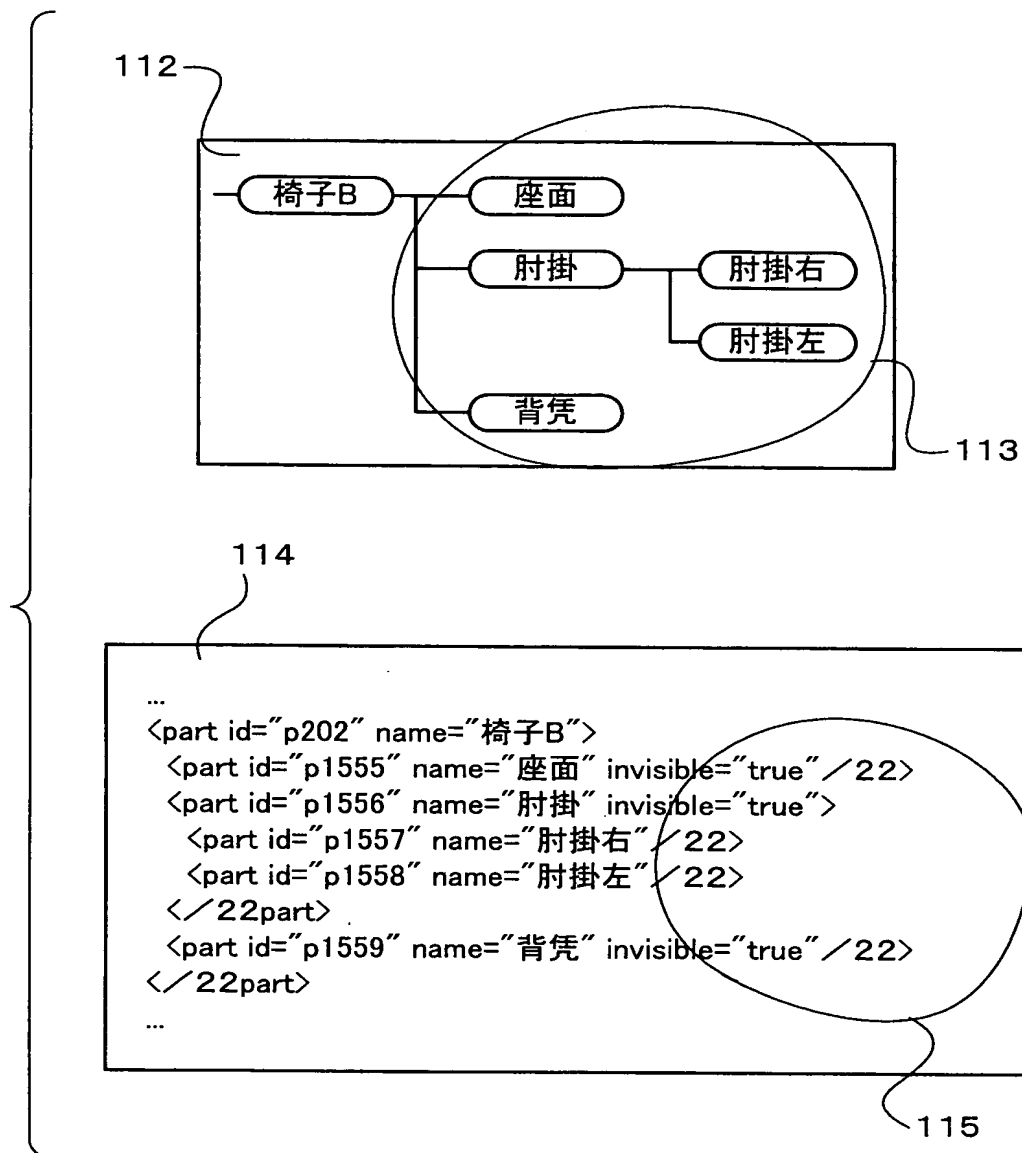 112
椅子B
座面
肘掛
肘掛右
肘掛左
背凭
113
114
...
<part id="p202" name="椅子B">
<part id="p1555" name="座面" invisible="true"／22>
<part id="p1556" name="肘掛" invisible="true">
<part id="p1557" name="肘掛右"／22>
<part id="p1558" name="肘掛左"／22>
<／22part>
<part id="p1559" name="背凭" invisible="true"／22>
<／22part>
...
115